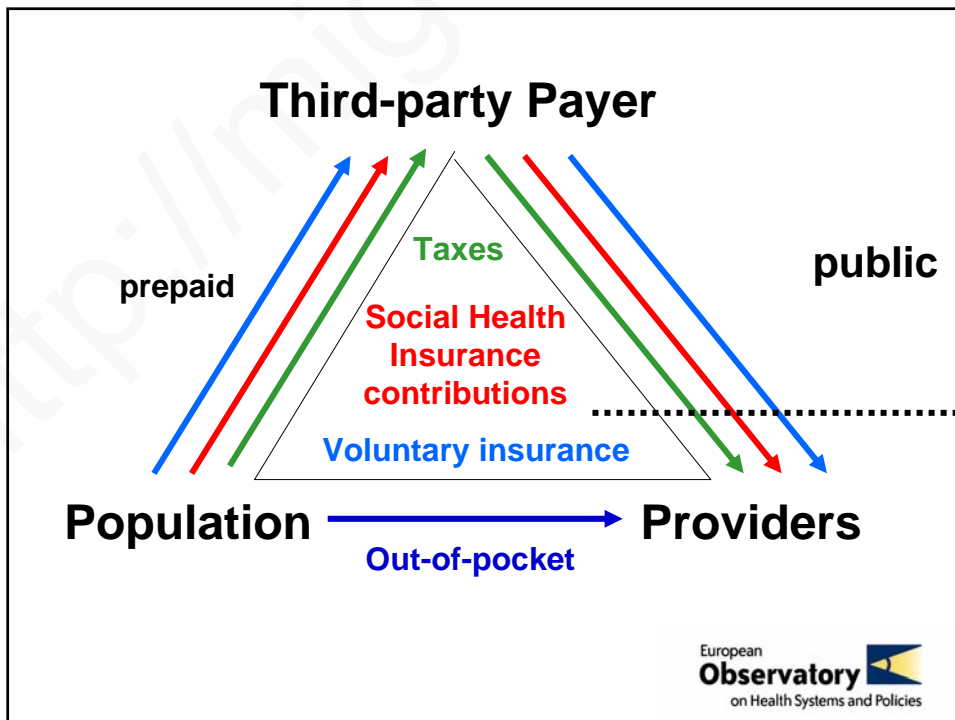 Third-party Payer
Taxes
public
prepaid
Social Health
Insurance
contributions
Voluntary insurance
Population
Providers
Out-of-pocket
European
Observatory
on Health Systems and Policies